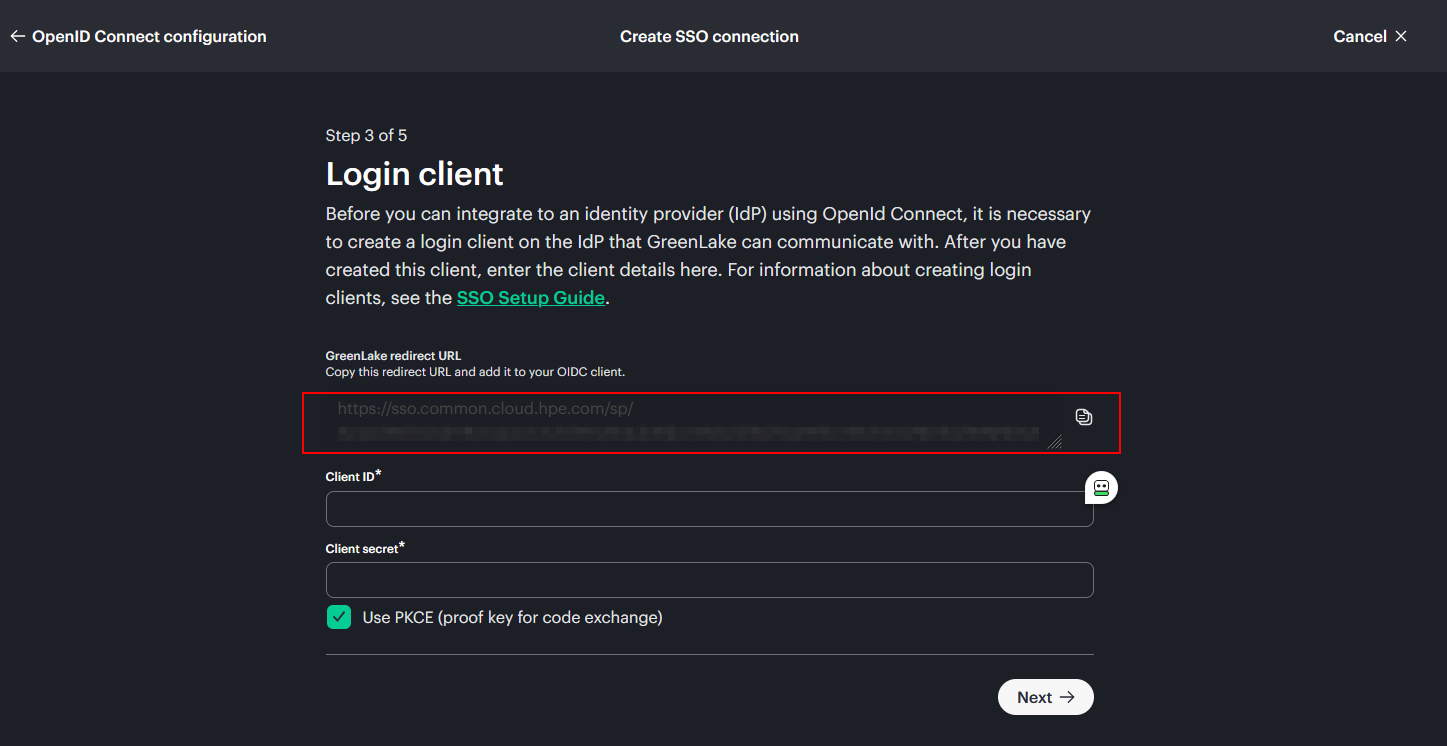 OpenID Connect configuration
Create SSO connection
Cancel
Step 3 of 5
Login client
Before you can integrate to an identity provider (IdP) using OpenId Connect, it is necessary
to create a login client on the IdP that GreenLake can communicate with. After you have
created this client, enter the client details here. For information about creating login
clients, see the SSO Setup Guide.
GreenLake redirect URL
Copy this redirect URL and add it to your OIDC client.
https://sso.common.cloud.hpe.com/sp/
Client ID*
Client secret*
Use PKCE (proof key for code exchange)
Next